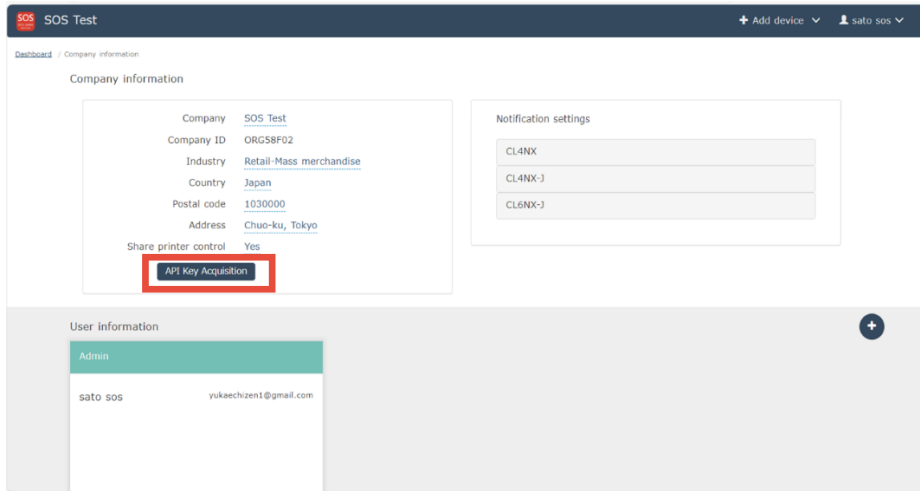 SOS
SOS Test
Add device
sato sos
Dashboard / Company information
Company information
Company SOS Test
Company ID ORG58F02
Industry Retail-Mass merchandise
Country Japan
Postal code 1030000
Address Chuo-ku, Tokyo
Share printer control Yes
API Key Acquisition
Notification settings
CL4NX
CL4NX-J
CL6NX-J
User information
Admin
sato sos yukaechizen1@gmail.com